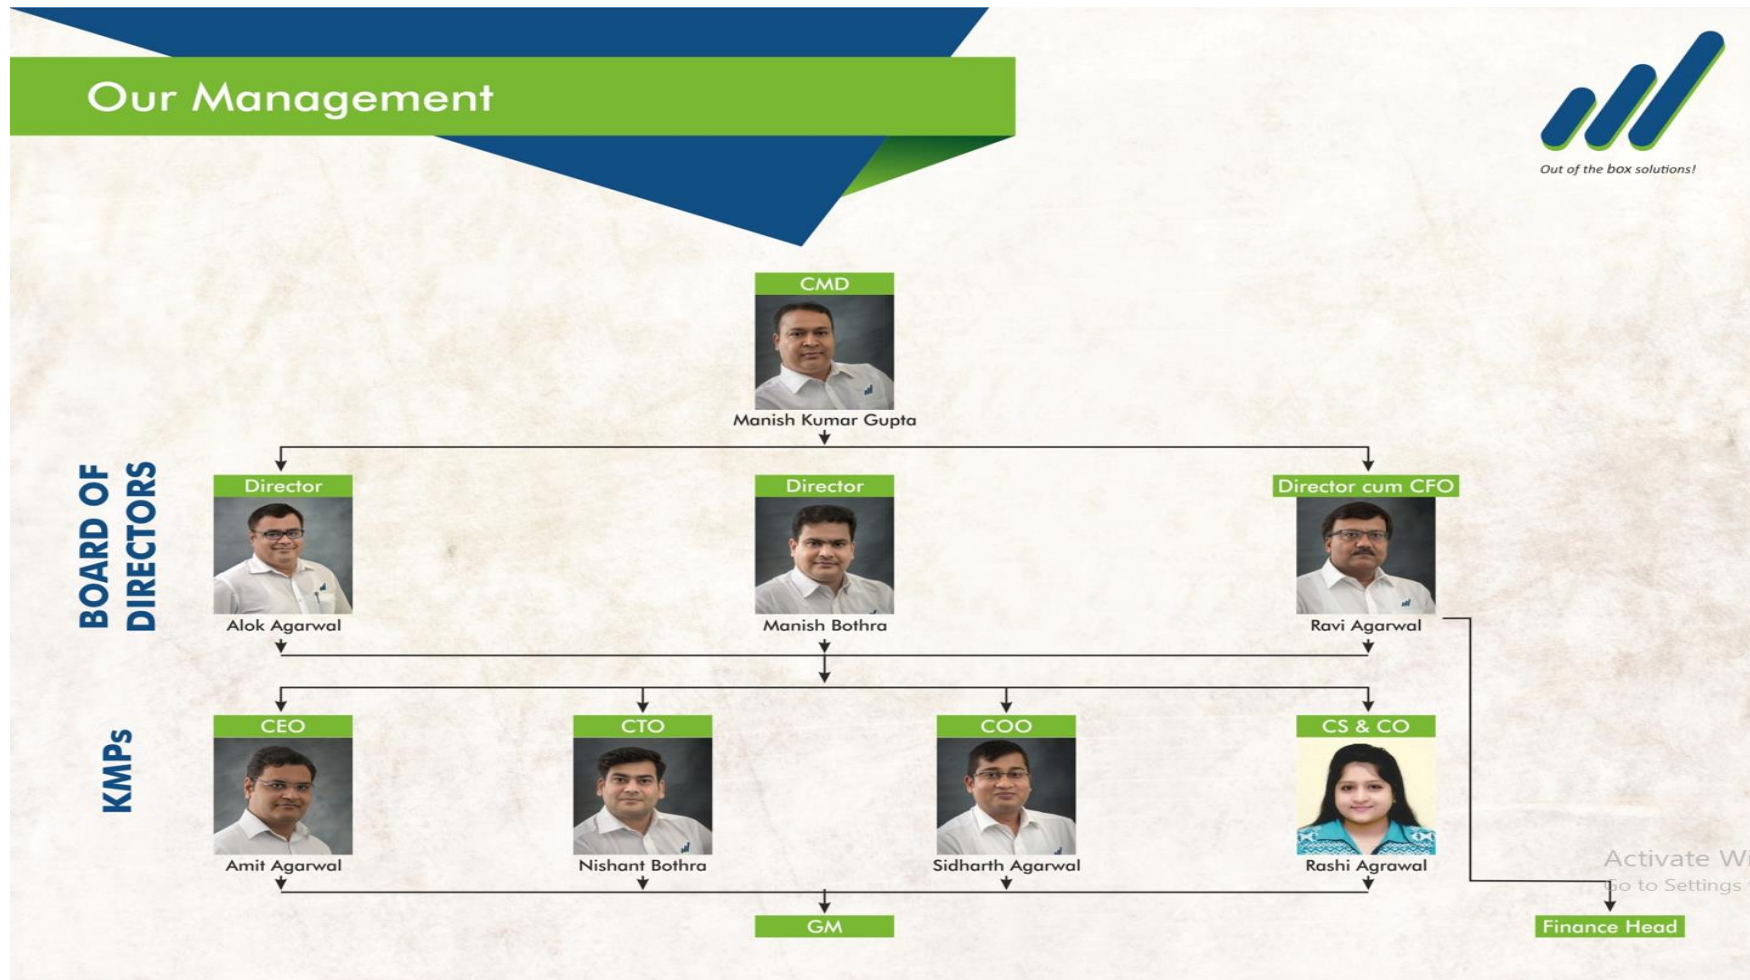 Our Management
Out of the box solutions!
CMD
Manish Kumar Gupta
BOARD OF
DIRECTORS
Director
Director
Director cum CFO
Alok Agarwal
Manish Bothra
Ravi Agarwal
KMPs
CEO
CTO
COO
CS & CO
Amit Agarwal
Nishant Bothra
Sidharth Agarwal
Rashi Agrawal
Activate Wi
Go to Settings
GM
Finance Head